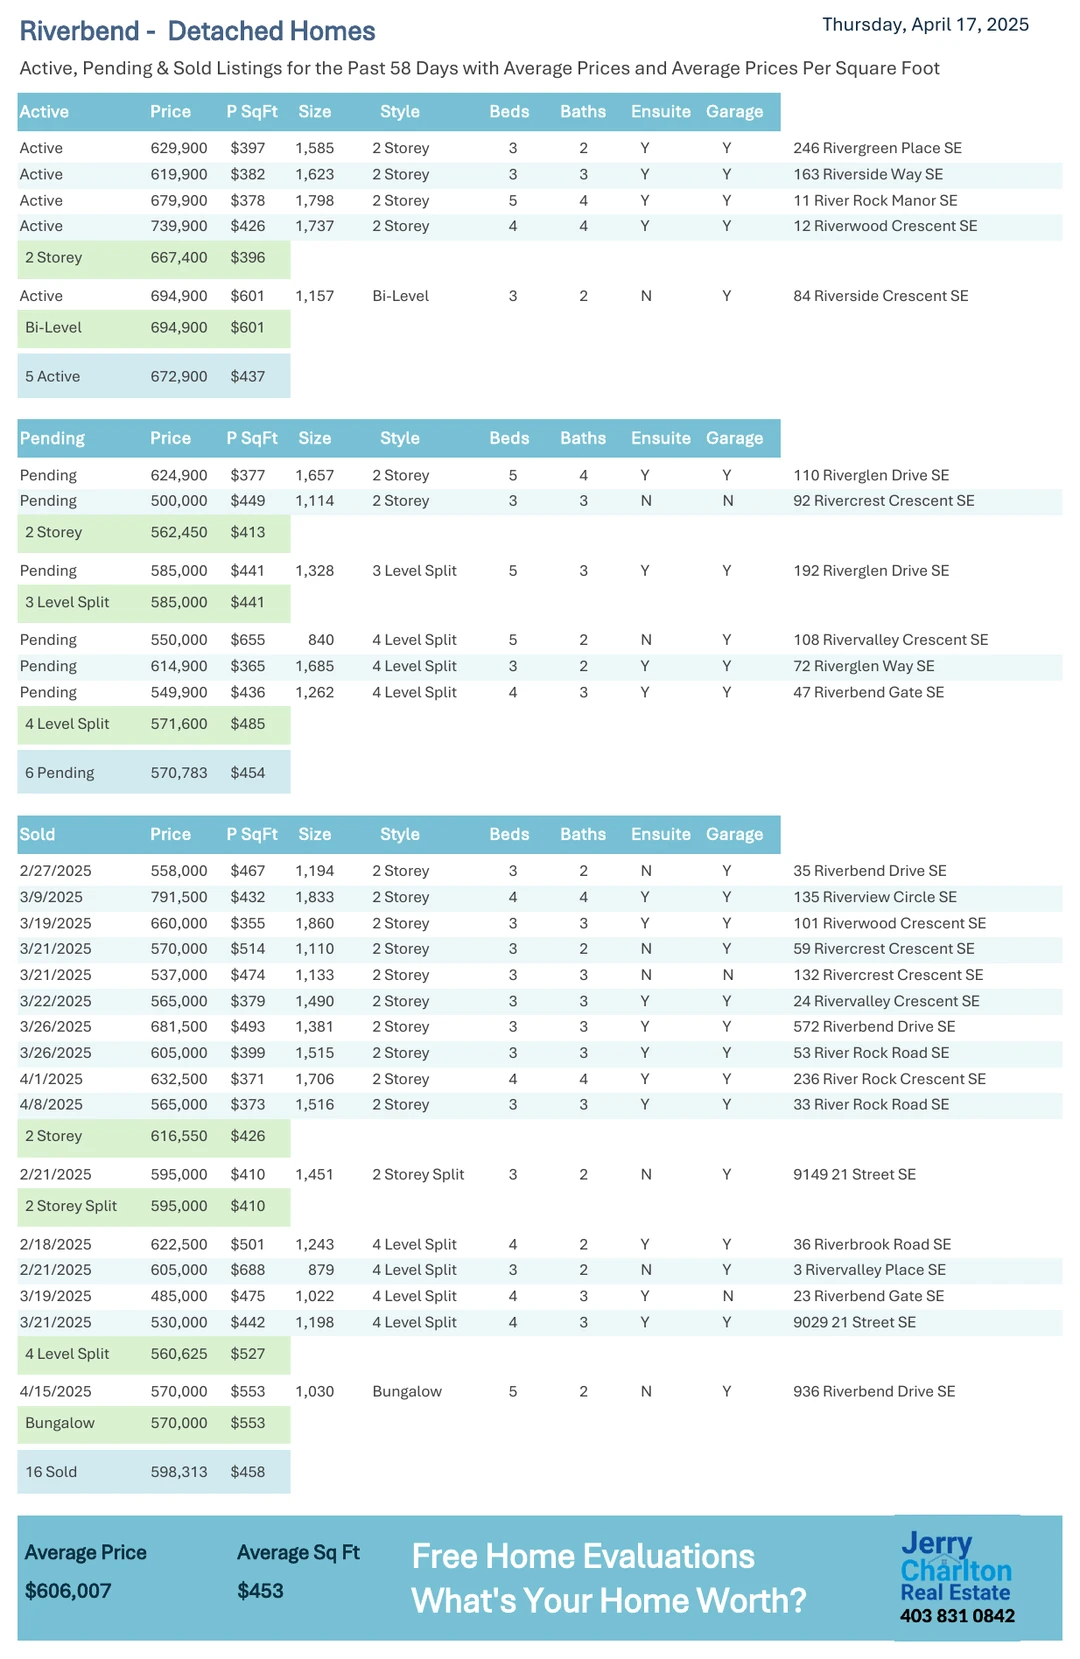 Riverbend - Detached Homes
Thursday, April 17, 2025
Active, Pending & Sold Listings for the Past 58 Days with Average Prices and Average Prices Per Square Foot
Active Price P SqFt Size Style Beds Baths Ensuite Garage
Active 629,900 $397 1,585 2 Storey 3 2 Y Y 246 Rivergreen Place SE
Active 619,900 $382 1,623 2 Storey 3 3 Y Y 163 Riverside Way SE
Active 679,900 $378 1,798 2 Storey 5 4 Y Y 11 River Rock Manor SE
Active 739,900 $426 1,737 2 Storey 4 4 Y Y 12 Riverwood Crescent SE
2 Storey 667,400 $396
Active 694,900 $601 1,157 Bi-Level 3 2 N Y 84 Riverside Crescent SE
Bi-Level 694,900 $601
5 Active 672,900 $437
Pending Price P SqFt Size Style Beds Baths Ensuite Garage
Pending 624,900 $377 1,657 2 Storey 5 4 Y Y 110 Riverglen Drive SE
Pending 500,000 $449 1,114 2 Storey 3 3 N N 92 Rivercrest Crescent SE
2 Storey 562,450 $413
Pending 585,000 $441 1,328 3 Level Split 5 3 Y Y 192 Riverglen Drive SE
3 Level Split 585,000 $441
Pending 550,000 $655 840 4 Level Split 5 2 N Y 108 Rivervalley Crescent SE
Pending 614,900 $365 1,685 4 Level Split 3 2 Y Y 72 Riverglen Way SE
Pending 549,900 $436 1,262 4 Level Split 4 3 Y Y 47 Riverbend Gate SE
4 Level Split 571,600 $485
6 Pending 570,783 $454
Sold Price P SqFt Size Style Beds Baths Ensuite Garage
2/27/2025 558,000 $467 1,194 2 Storey 3 2 N Y 35 Riverbend Drive SE
3/9/2025 791,500 $432 1,833 2 Storey 4 4 Y Y 135 Riverview Circle SE
3/19/2025 660,000 $355 1,860 2 Storey 3 3 Y Y 101 Riverwood Crescent SE
3/21/2025 570,000 $514 1,110 2 Storey 3 2 N Y 59 Rivercrest Crescent SE
3/21/2025 537,000 $474 1,133 2 Storey 3 3 N N 132 Rivercrest Crescent SE
3/22/2025 565,000 $379 1,490 2 Storey 3 3 Y Y 24 Rivervalley Crescent SE
3/26/2025 681,500 $493 1,381 2 Storey 3 3 Y Y 572 Riverbend Drive SE
3/26/2025 605,000 $399 1,515 2 Storey 3 3 Y Y 53 River Rock Road SE
4/1/2025 632,500 $371 1,706 2 Storey 4 4 Y Y 236 River Rock Crescent SE
4/8/2025 565,000 $373 1,516 2 Storey 3 3 Y Y 33 River Rock Road SE
2 Storey 616,550 $426
2/21/2025 595,000 $410 1,451 2 Storey Split 3 2 N Y 9149 21 Street SE
2 Storey Split 595,000 $410
2/18/2025 622,500 $501 1,243 4 Level Split 4 2 Y Y 36 Riverbrook Road SE
2/21/2025 605,000 $688 879 4 Level Split 3 2 N Y 3 Rivervalley Place SE
3/19/2025 485,000 $475 1,022 4 Level Split 4 3 Y N 23 Riverbend Gate SE
3/21/2025 530,000 $442 1,198 4 Level Split 4 3 Y Y 9029 21 Street SE
4 Level Split 560,625 $527
4/15/2025 570,000 $553 1,030 Bungalow 5 2 N Y 936 Riverbend Drive SE
Bungalow 570,000 $553
16 Sold 598,313 $458
Average Price Average Sq Ft
$606,007 $453
Free Home Evaluations
What's Your Home Worth?
Jerry
Charlton
Real Estate
403 831 0842